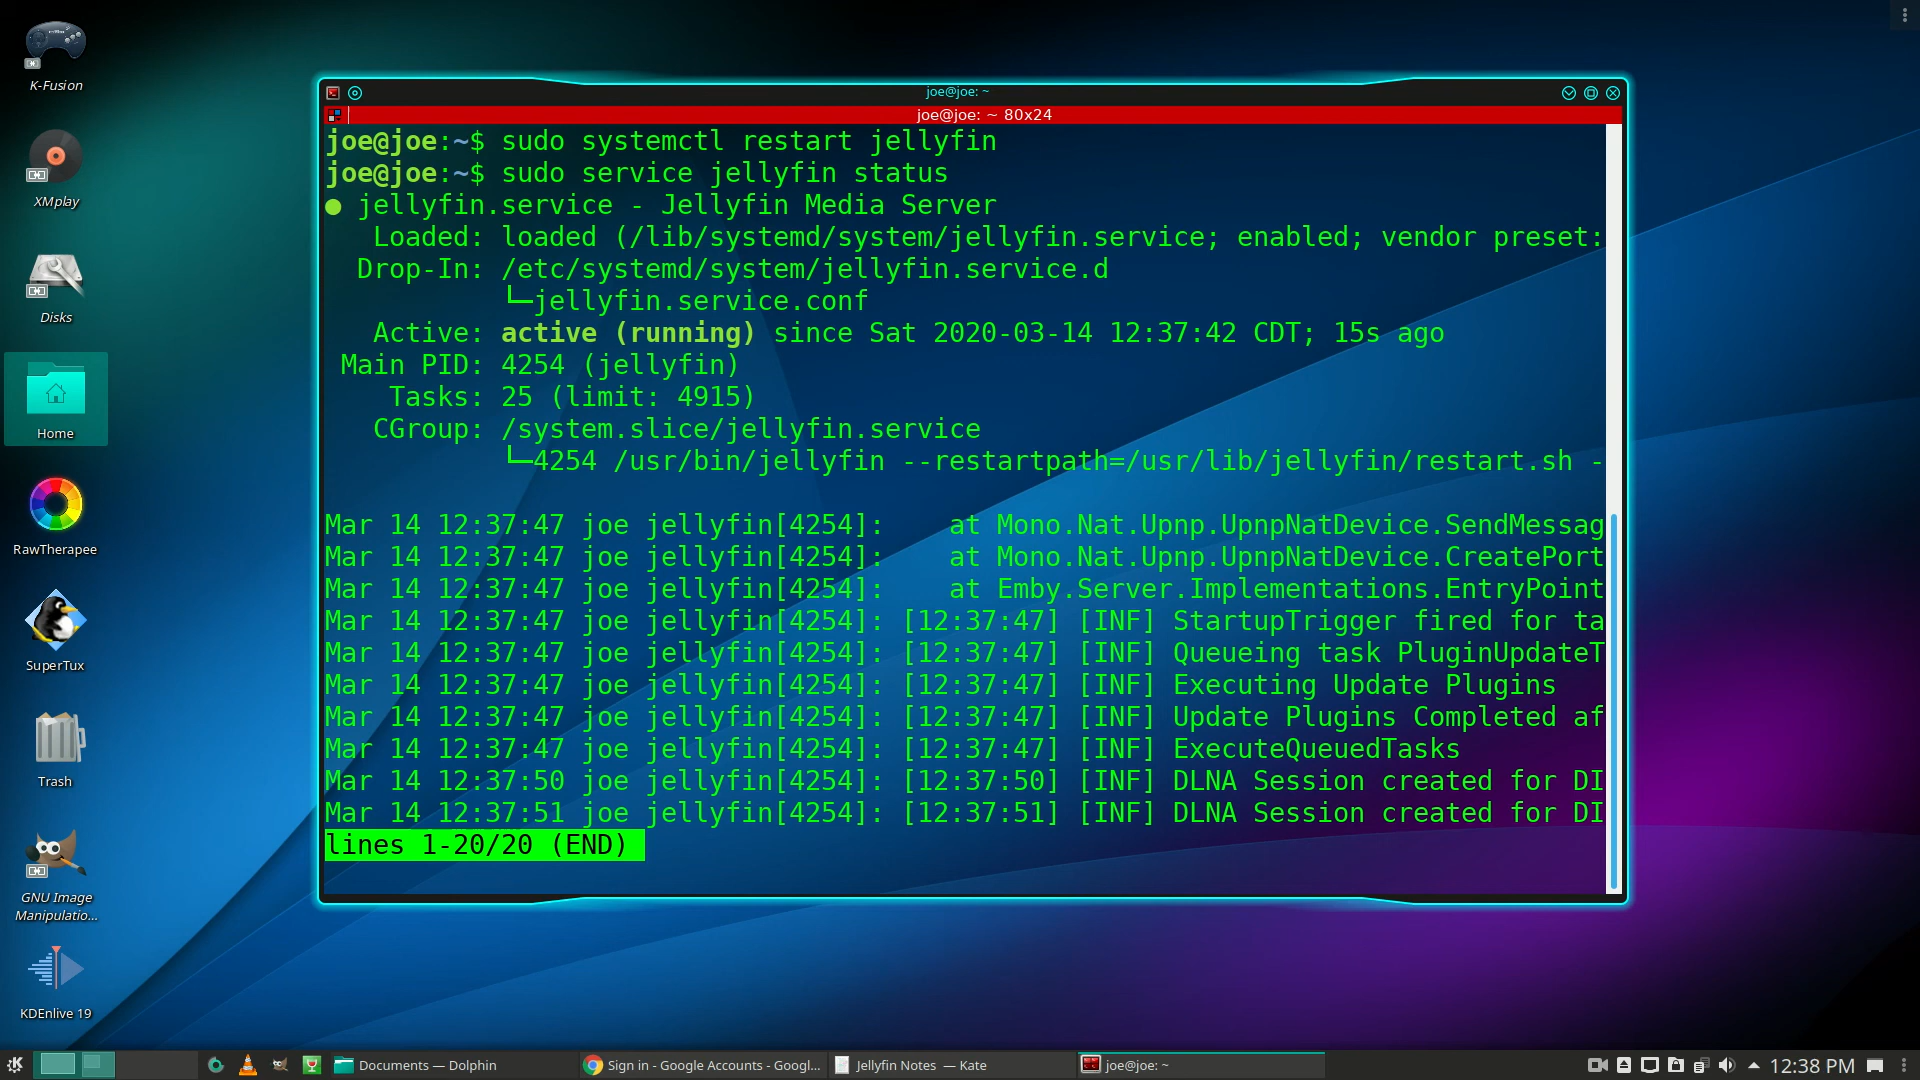 K-Fusion
XMplay
Disks
Home
RawTherapee
SuperTux
Trash
GNU Image
Manipulatio...
KDEnlive 19
joe@joe: ~
joe@joe: ~ 80x24
joe@joe:~$ sudo systemctl restart jellyfin
joe@joe:~$ sudo service jellyfin status
● jellyfin.service - Jellyfin Media Server
Loaded: loaded (/lib/systemd/system/jellyfin.service; enabled; vendor preset:
Drop-In: /etc/systemd/system/jellyfin.service.d
└─jellyfin.service.conf
Active: active (running) since Sat 2020-03-14 12:37:42 CDT; 15s ago
Main PID: 4254 (jellyfin)
Tasks: 25 (limit: 4915)
CGroup: /system.slice/jellyfin.service
└─4254 /usr/bin/jellyfin --restartpath=/usr/lib/jellyfin/restart.sh -
Mar 14 12:37:47 joe jellyfin[4254]:    at Mono.Nat.Upnp.UpnpNatDevice.SendMessag
Mar 14 12:37:47 joe jellyfin[4254]:    at Mono.Nat.Upnp.UpnpNatDevice.CreatePort
Mar 14 12:37:47 joe jellyfin[4254]:    at Emby.Server.Implementations.EntryPoint
Mar 14 12:37:47 joe jellyfin[4254]: [12:37:47] [INF] StartupTrigger fired for ta
Mar 14 12:37:47 joe jellyfin[4254]: [12:37:47] [INF] Queueing task PluginUpdateT
Mar 14 12:37:47 joe jellyfin[4254]: [12:37:47] [INF] Executing Update Plugins
Mar 14 12:37:47 joe jellyfin[4254]: [12:37:47] [INF] Update Plugins Completed af
Mar 14 12:37:47 joe jellyfin[4254]: [12:37:47] [INF] ExecuteQueuedTasks
Mar 14 12:37:50 joe jellyfin[4254]: [12:37:50] [INF] DLNA Session created for DI
Mar 14 12:37:51 joe jellyfin[4254]: [12:37:51] [INF] DLNA Session created for DI
lines 1-20/20 (END)
Documents — Dolphin
Sign in - Google Accounts - Googl...
Jellyfin Notes — Kate
joe@joe: ~
12:38 PM